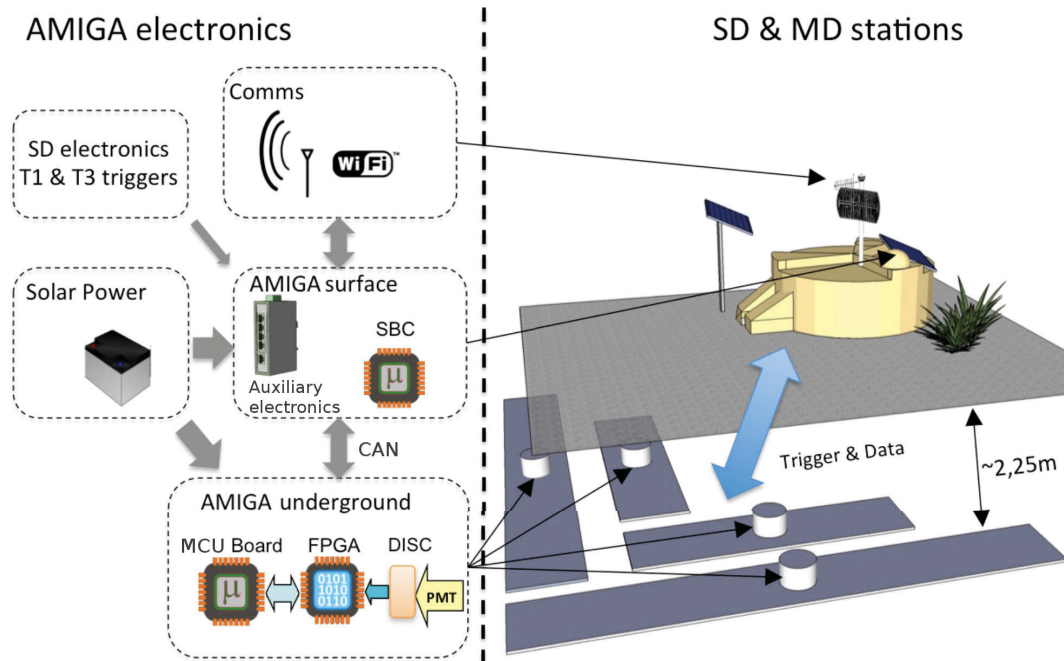 AMIGA electronics
SD & MD stations
Comms
WiFi™
SD electronics
T1 & T3 triggers
Solar Power
AMIGA surface
SBC
µ
Auxiliary
electronics
CAN
AMIGA underground
MCU Board
FPGA
DISC
µ
0101
1010
0110
PMT
Trigger & Data
~2,25m